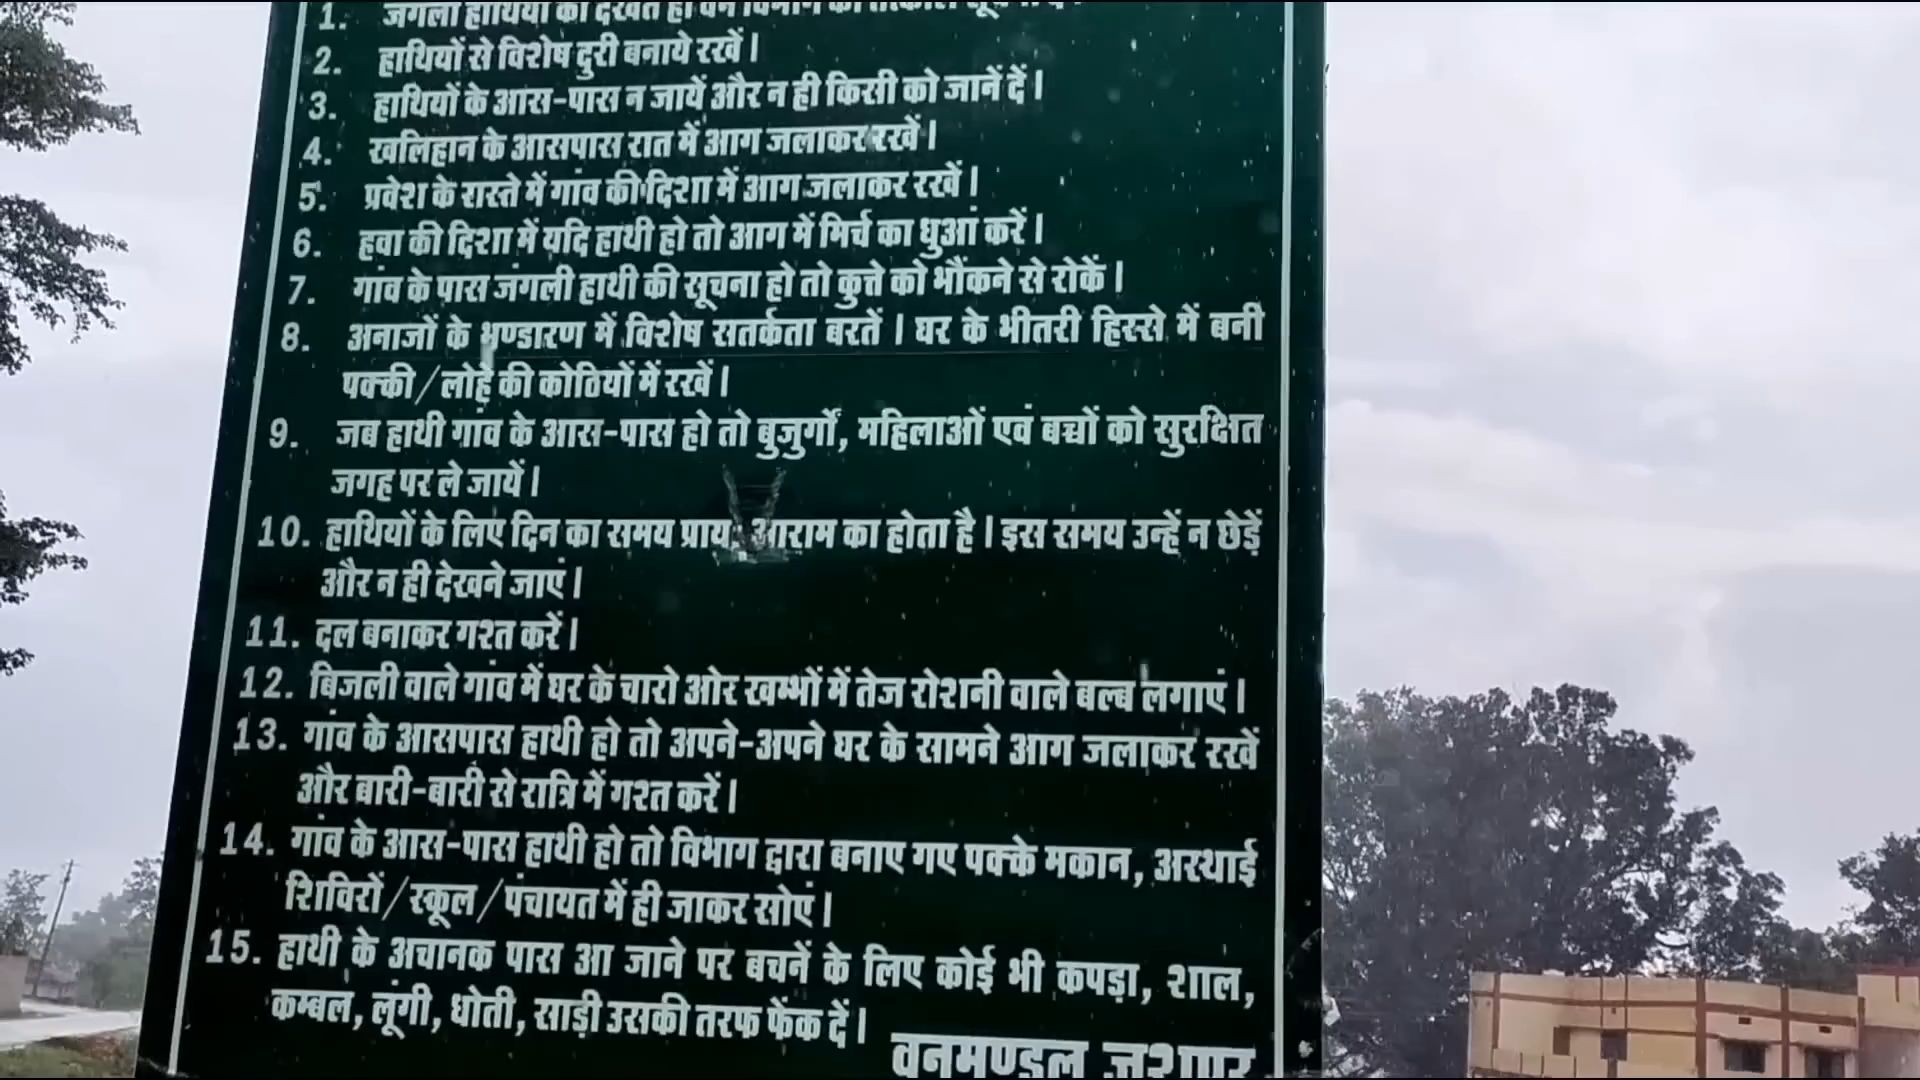 1. जंगली हाथियों को देखते ही वन विभाग को तत्काल
2. हाथियों से विशेष दुरी बनाये रखें।
3. हाथियों के आस-पास न जायें और न ही किसी को जानें दें।
4. खलिहान के आसपास रात में आग जलाकर रखें।
5. प्रवेश के रास्ते में गांव की दिशा में आग जलाकर रखें।
6. हवा की दिशा में यदि हाथी हो तो आग में मिर्च का धुआं करें।
7. गांव के पास जंगली हाथी की सूचना हो तो कुत्ते को भौंकने से रोकें।
8. अनाजों के भण्डारण में विशेष सतर्कता बरतें। घर के भीतरी हिस्से में बनी
पक्की/लोहे की कोठियों में रखें।
9. जब हाथी गांव के आस-पास हो तो बुजुर्गों, महिलाओं एवं बच्चों को सुरक्षित
जगह पर ले जायें।
10. हाथियों के लिए दिन का समय प्राय: आराम का होता है। इस समय उन्हें न छेड़ें
और न ही देखने जाएं।
11. दल बनाकर गश्त करें।
12. बिजली वाले गांव में घर के चारो ओर खम्भों में तेज रोशनी वाले बल्ब लगाएं।
13. गांव के आसपास हाथी हो तो अपने-अपने घर के सामने आग जलाकर रखें
और बारी-बारी से रात्रि में गश्त करें।
14. गांव के आस-पास हाथी हो तो विभाग द्वारा बनाए गए पक्के मकान, अस्थाई
शिविरों/स्कूल/पंचायत में ही जाकर सोएं।
15. हाथी के अचानक पास आ जाने पर बचनें के लिए कोई भी कपड़ा, शाल,
कम्बल, लूंगी, धोती, साड़ी उसकी तरफ फेंक दें।
वनमण्डल जशपुर